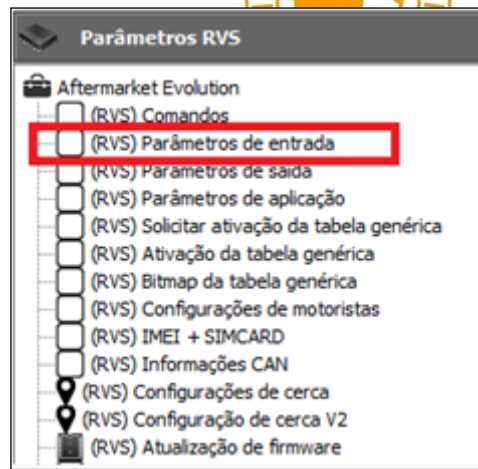 Parâmetros RVS
Aftermarket Evolution
(RVS) Comandos
(RVS) Parâmetros de entrada
(RVS) Parâmetros de saída
(RVS) Parâmetros de aplicação
(RVS) Solicitar ativação da tabela genérica
(RVS) Ativação da tabela genérica
(RVS) Bitmap da tabela genérica
(RVS) Configurações de motoristas
(RVS) IMEI + SIMCARD
(RVS) Informações CAN
(RVS) Configurações de cerca
(RVS) Configuração de cerca V2
(RVS) Atualização de firmware